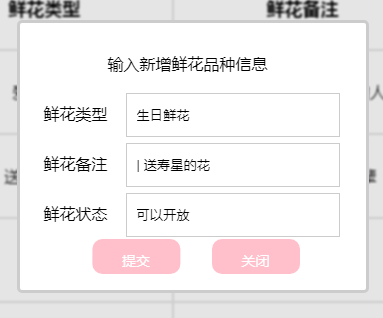 鲜花类型 鲜花备注
输入新增鲜花品种信息
鲜花类型 生日鲜花
鲜花备注 | 送寿星的花
鲜花状态 可以开放
提交 关闭